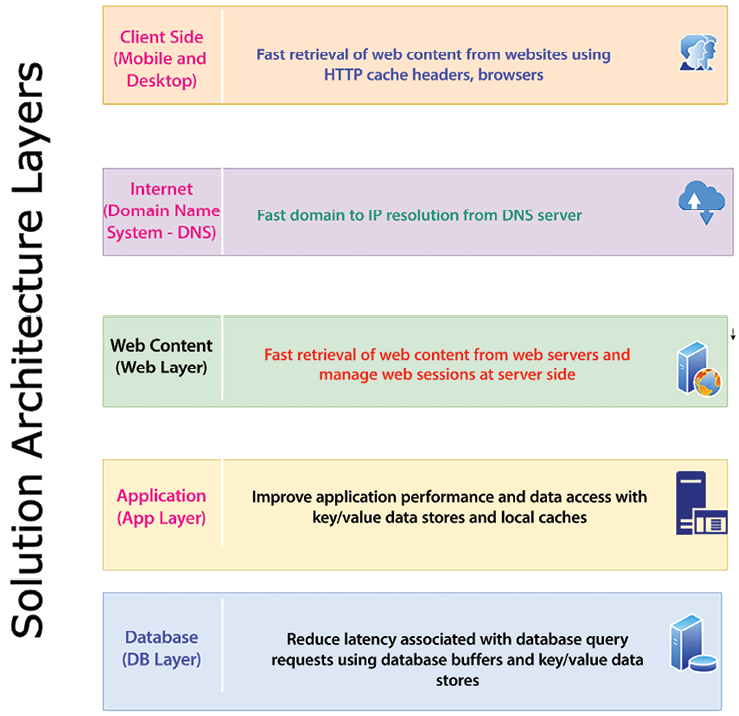 Solution Architecture Layers
Client Side
(Mobile and
Desktop)
Fast retrieval of web content from websites using
HTTP cache headers, browsers
Internet
(Domain Name
System - DNS)
Fast domain to IP resolution from DNS server
Web Content
(Web Layer)
Fast retrieval of web content from web servers and
manage web sessions at server side
Application
(App Layer)
Improve application performance and data access with
key/value data stores and local caches
Database
(DB Layer)
Reduce latency associated with database query
requests using database buffers and key/value data
stores